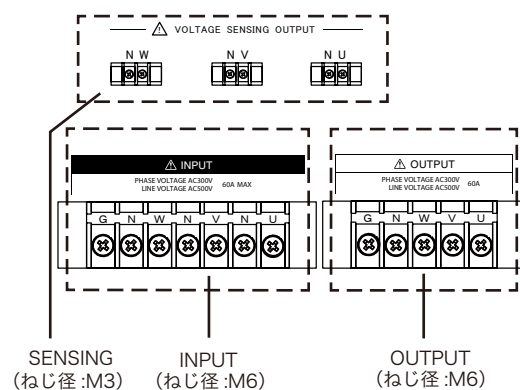 ⚠ VOLTAGE SENSING OUTPUT
N W
N V
N U
⚠ INPUT
PHASE VOLTAGE AC300V
LINE VOLTAGE AC500V
60A MAX
G N W N V N U
⚠ OUTPUT
PHASE VOLTAGE AC300V
LINE VOLTAGE AC500V
60A
G N W V U
SENSING
(ねじ径 :M3)
INPUT
(ねじ径 :M6)
OUTPUT
(ねじ径 :M6)